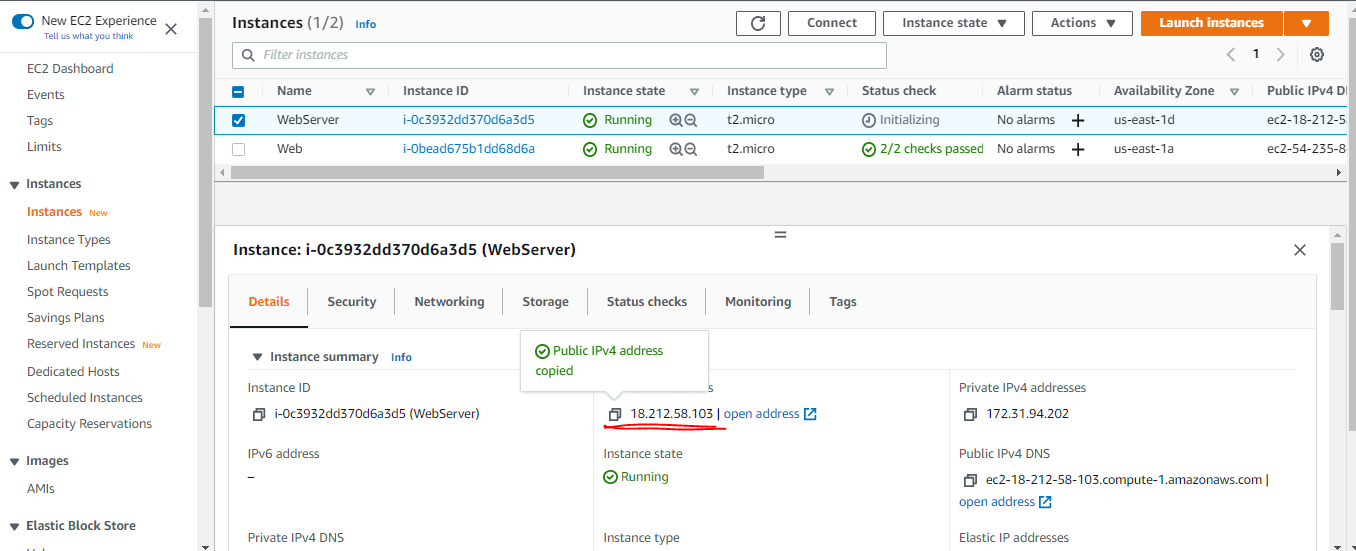 New EC2 Experience
Tell us what you think
EC2 Dashboard
Events
Tags
Limits
Instances
Instances New
Instance Types
Launch Templates
Spot Requests
Savings Plans
Reserved Instances New
Dedicated Hosts
Scheduled Instances
Capacity Reservations
Images
AMIs
Elastic Block Store
Instances (1/2) Info
Connect
Instance state
Actions
Launch instances
Filter instances
1
Name Instance ID Instance state Instance type Status check Alarm status Availability Zone Public IPv4 D
WebServer i-0c3932dd370d6a3d5 Running t2.micro Initializing No alarms + us-east-1d ec2-18-212-5
Web i-0bead675b1dd68d6a Running t2.micro 2/2 checks passed No alarms + us-east-1a ec2-54-235-8
Instance: i-0c3932dd370d6a3d5 (WebServer)
Details Security Networking Storage Status checks Monitoring Tags
Instance summary Info
Public IPv4 address
copied
Instance ID
i-0c3932dd370d6a3d5 (WebServer)
18.212.58.103 | open address
Private IPv4 addresses
172.31.94.202
IPv6 address
–
Instance state
Running
Public IPv4 DNS
ec2-18-212-58-103.compute-1.amazonaws.com |
open address
Private IPv4 DNS
Instance type
Elastic IP addresses